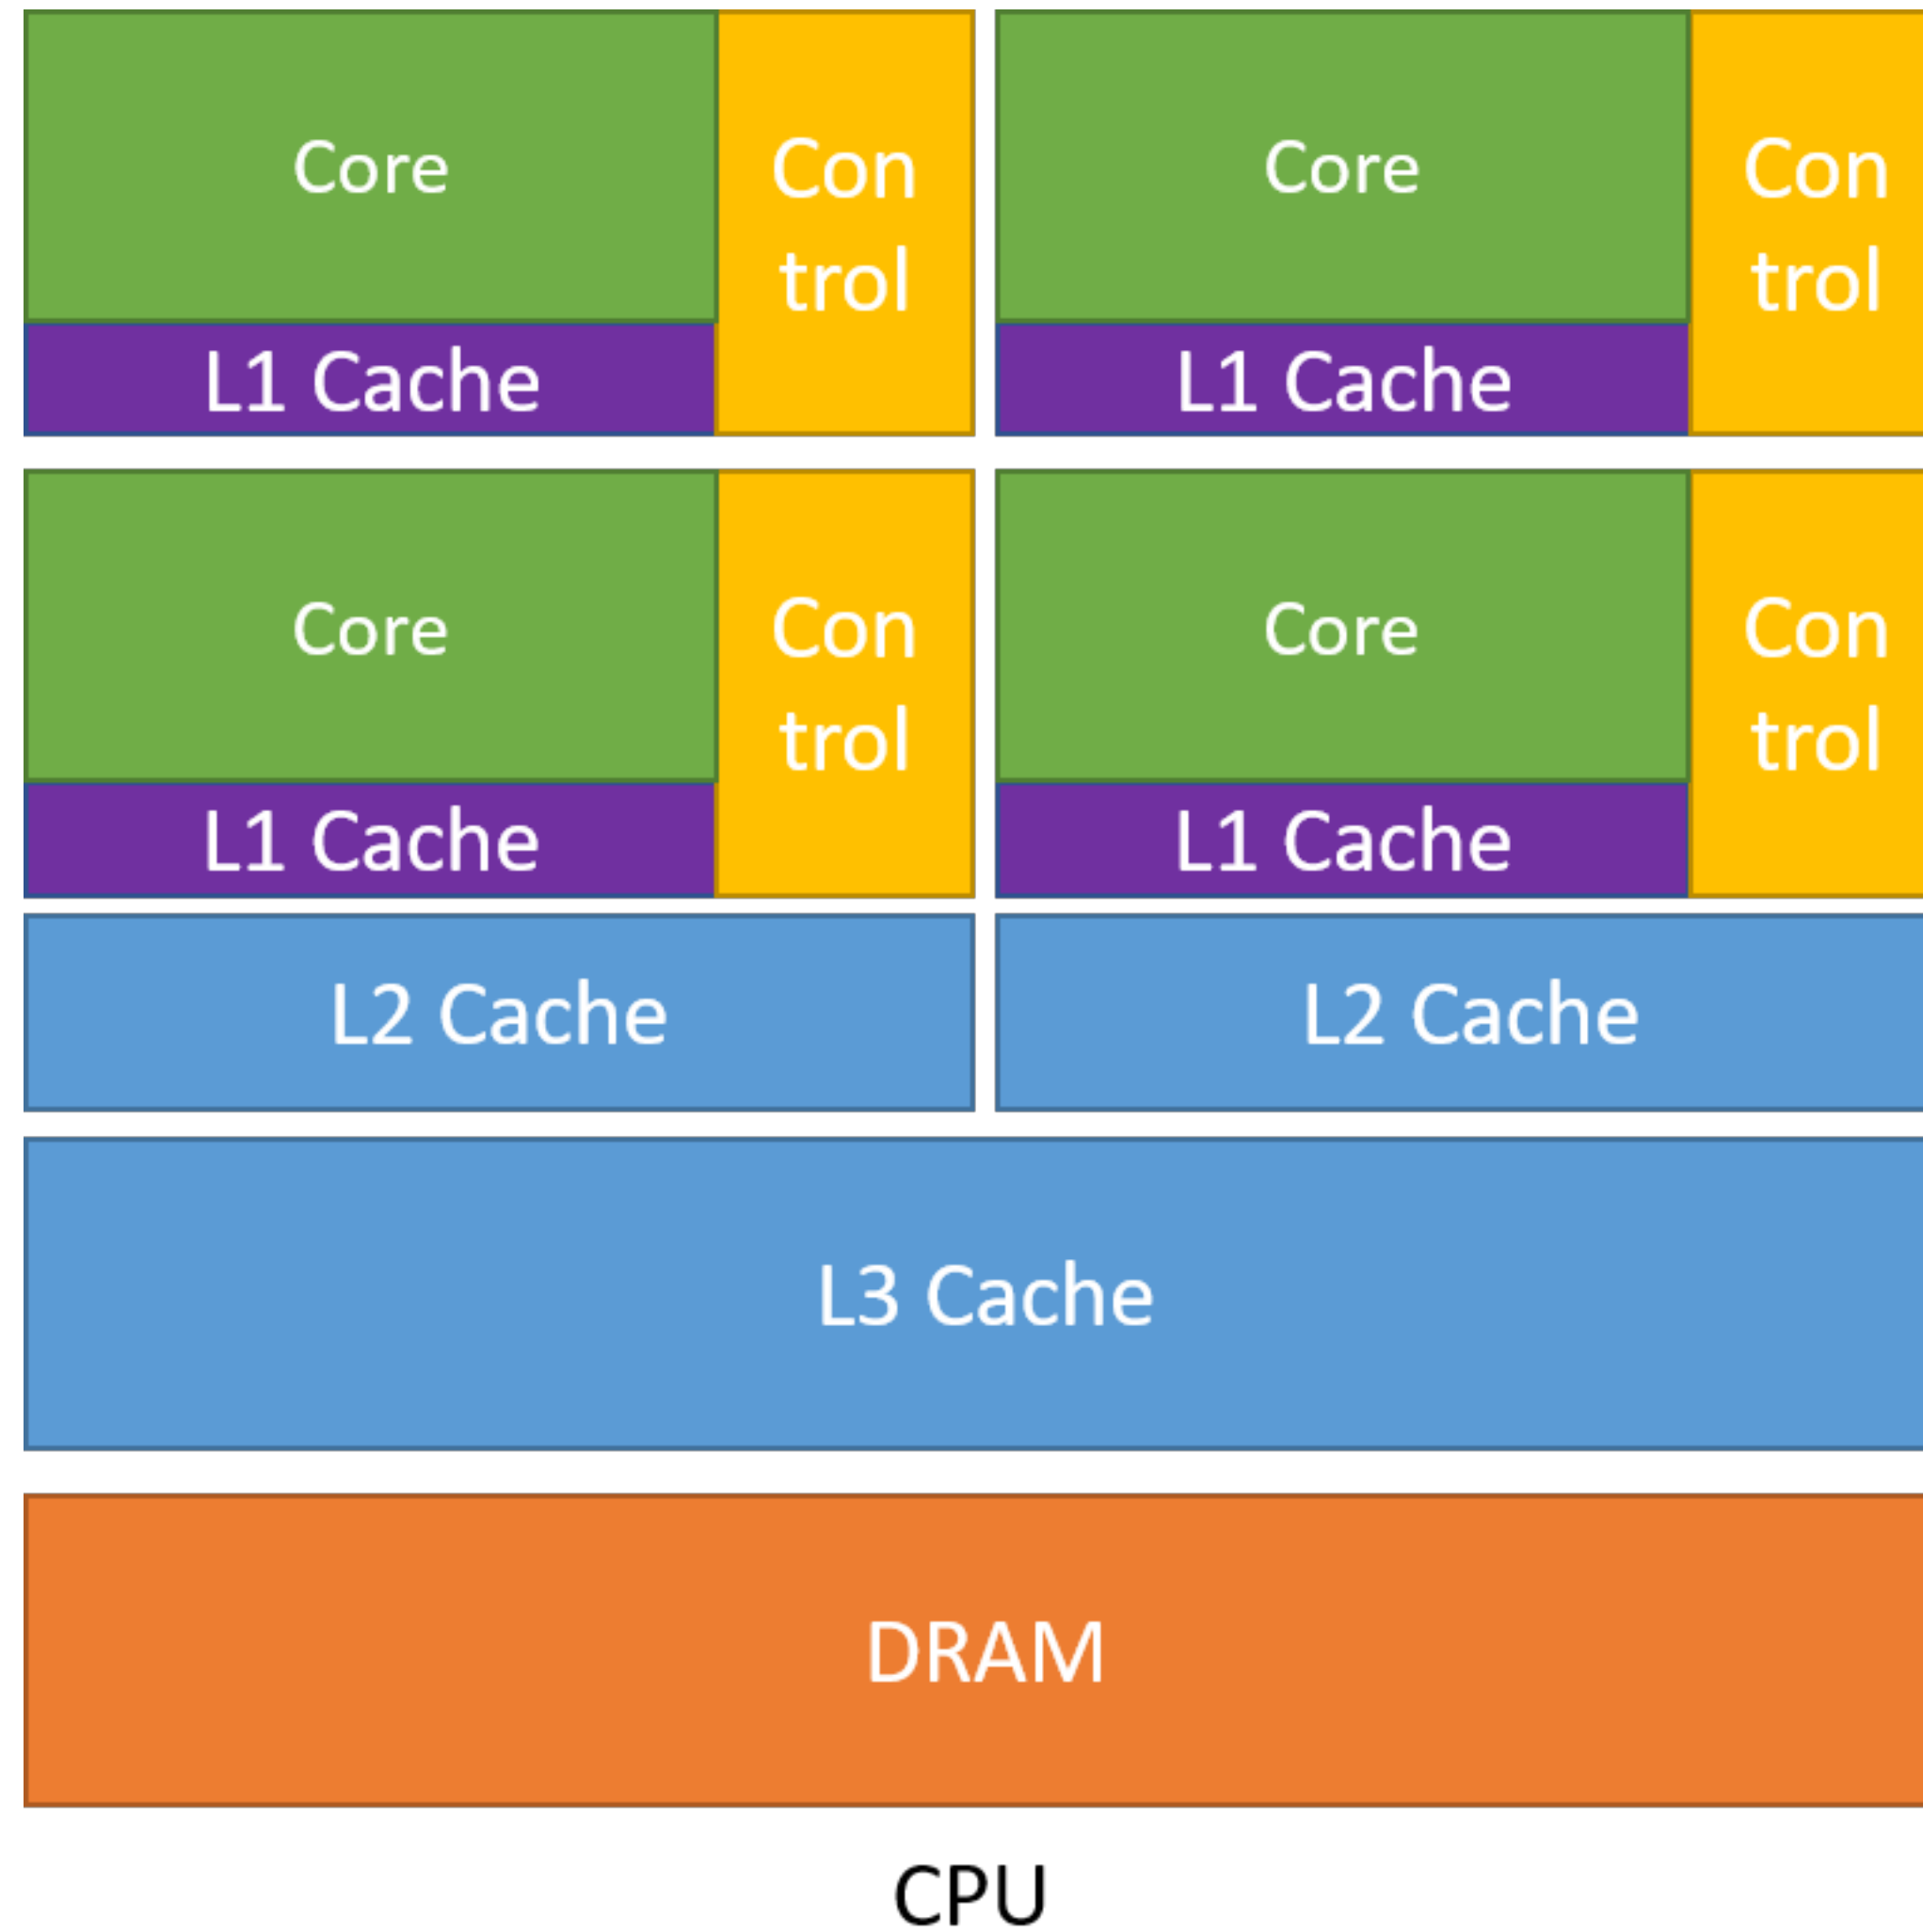 Core
Con
trol
Core
Con
trol
L1 Cache
L1 Cache
Core
Con
trol
Core
Con
trol
L1 Cache
L1 Cache
L2 Cache
L2 Cache
L3 Cache
DRAM
CPU